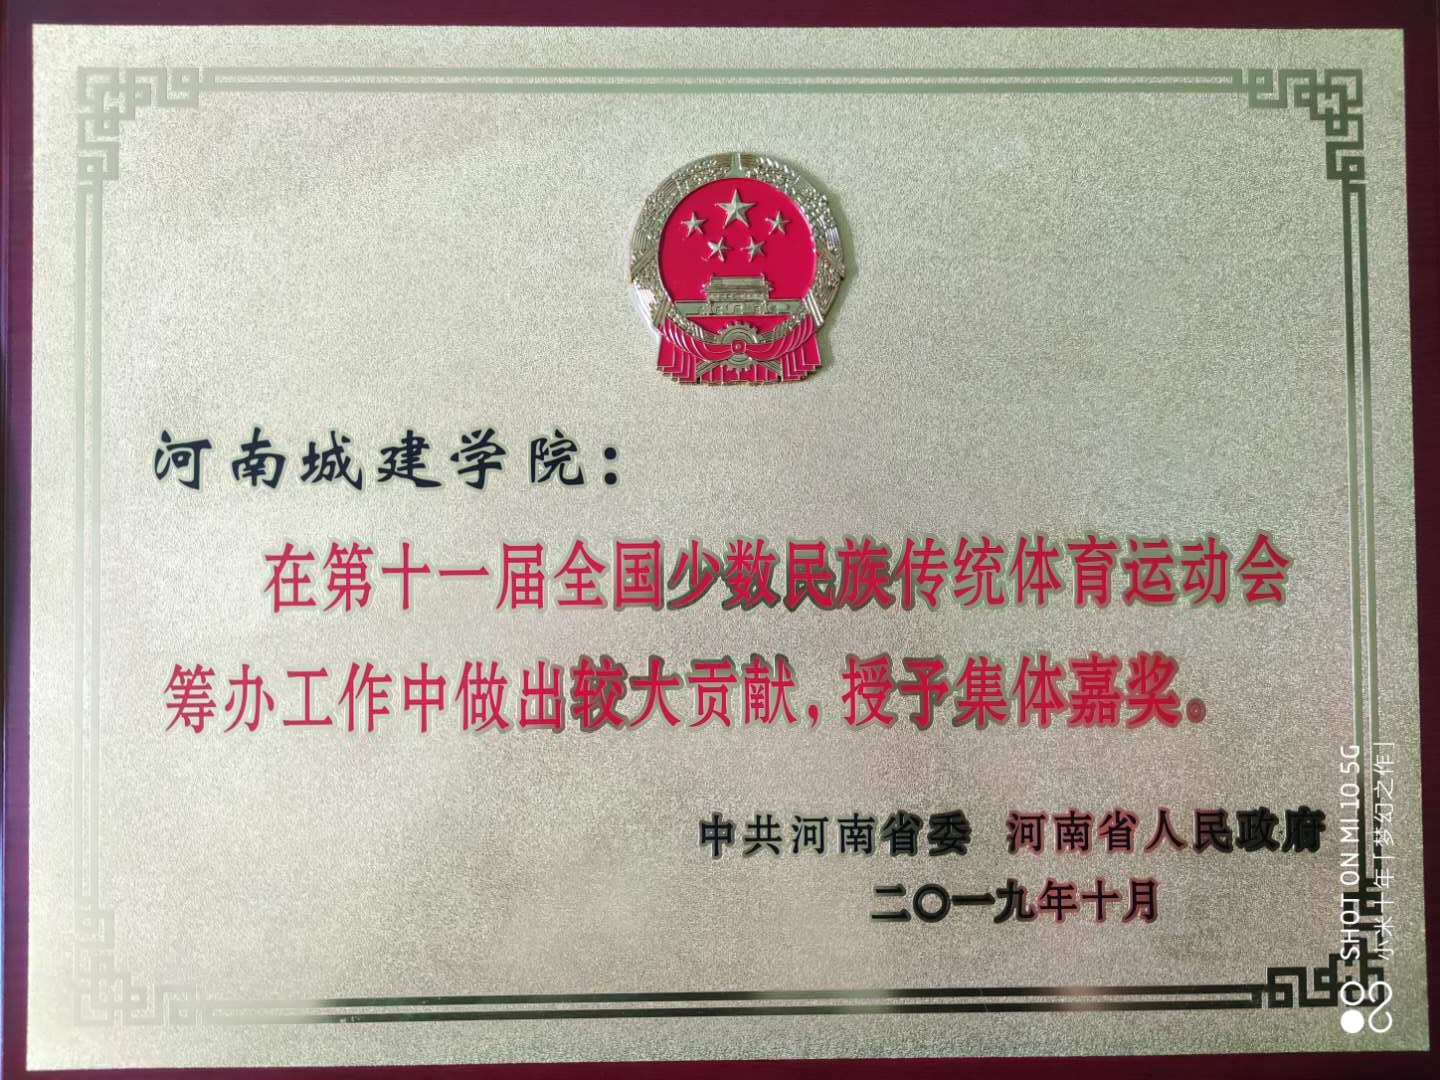 河南城建学院：
在第十一届全国少数民族传统体育运动会
筹办工作中做出较大贡献，授予集体嘉奖。
中共河南省委 河南省人民政府
二〇一九年十月
SHOT ON MI 10 5G
小米十年「梦幻之作」